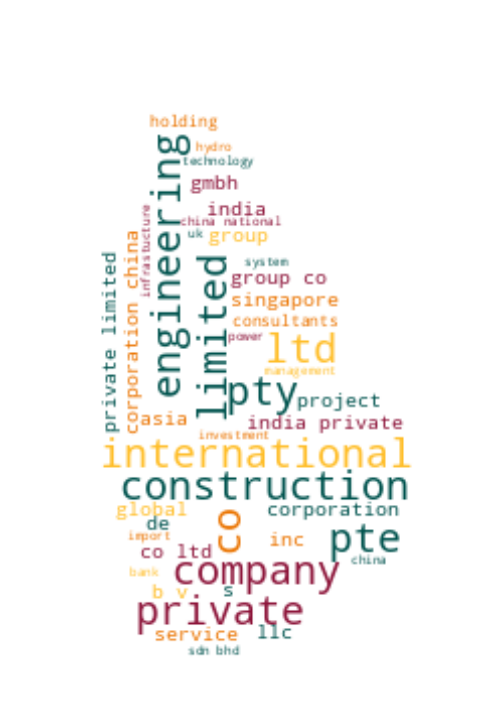 holding
hydro
technology
engineering
gmbh
infrastucture
india
china national
uk group
corporation china
private limited
limited
system
group co
singapore
consultants
power
ltd
management
pty
project
asia
india private
investment
international
construction
global
corporation
de
co
import
inc
pte
co ltd
china
company
bank
b v
s
private
service
llc
sdn bhd